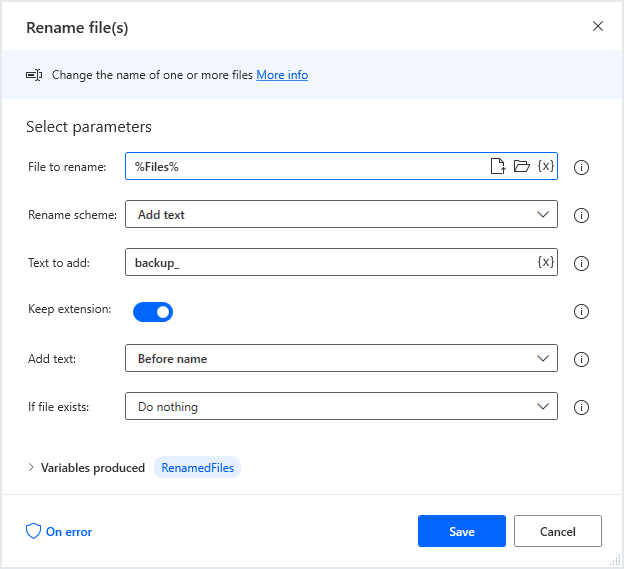 Rename file(s)
Change the name of one or more files More info
Select parameters
File to rename: %Files% {x}
Rename scheme: Add text
Text to add: backup_ {x}
Keep extension:
Add text: Before name
If file exists: Do nothing
Variables produced RenamedFiles
On error Save Cancel